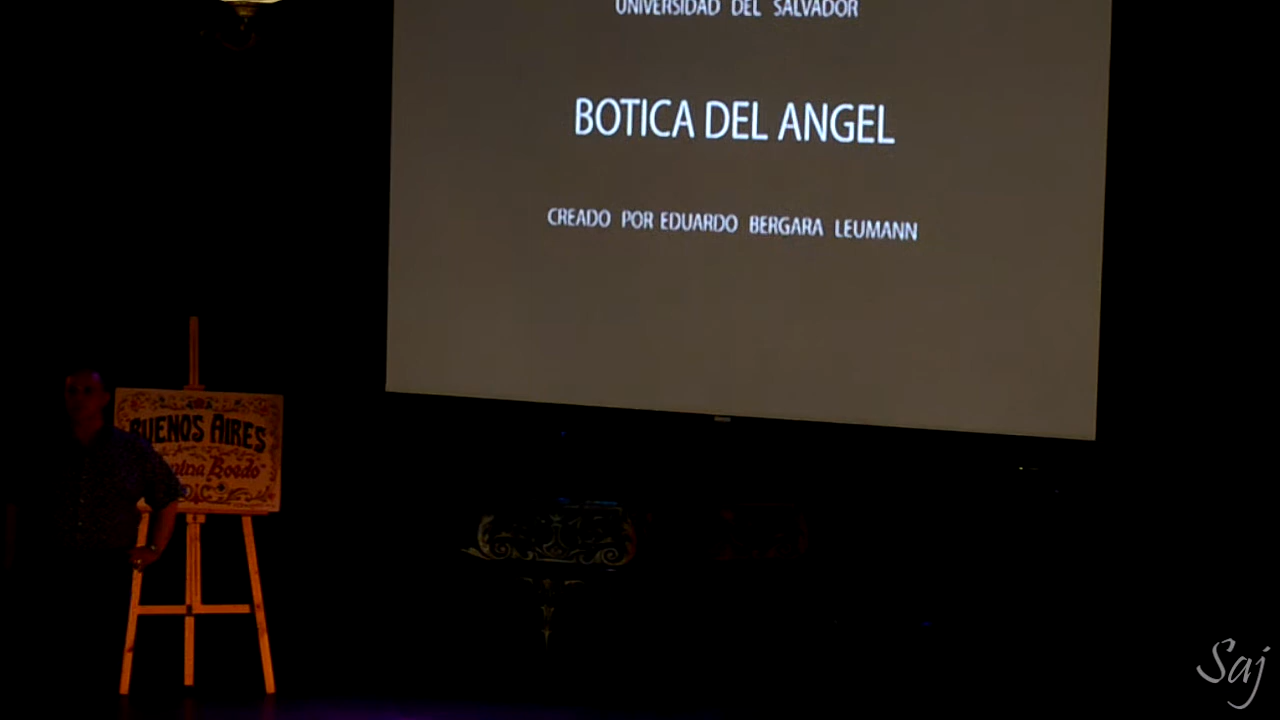 UNIVERSIDAD DEL SALVADOR
BOTICA DEL ANGEL
CREADO POR EDUARDO BERGARA LEUMANN
BUENOS AIRES
Boedo
Saj